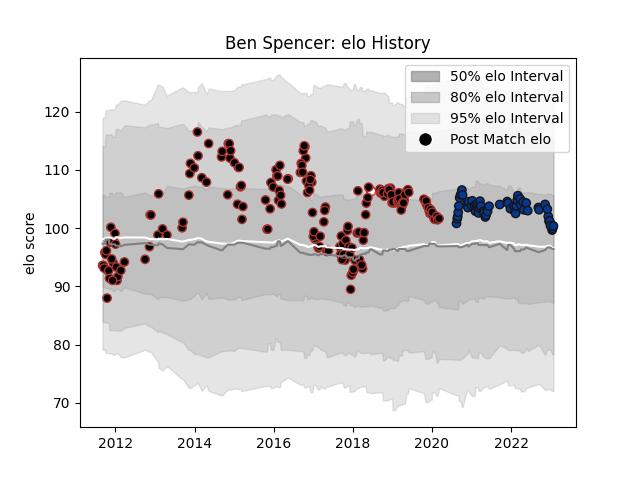 Ben Spencer: elo History
50% elo Interval
80% elo Interval
95% elo Interval
Post Match elo
elo score
120
110
100
90
80
70
2012
2014
2016
2018
2020
2022